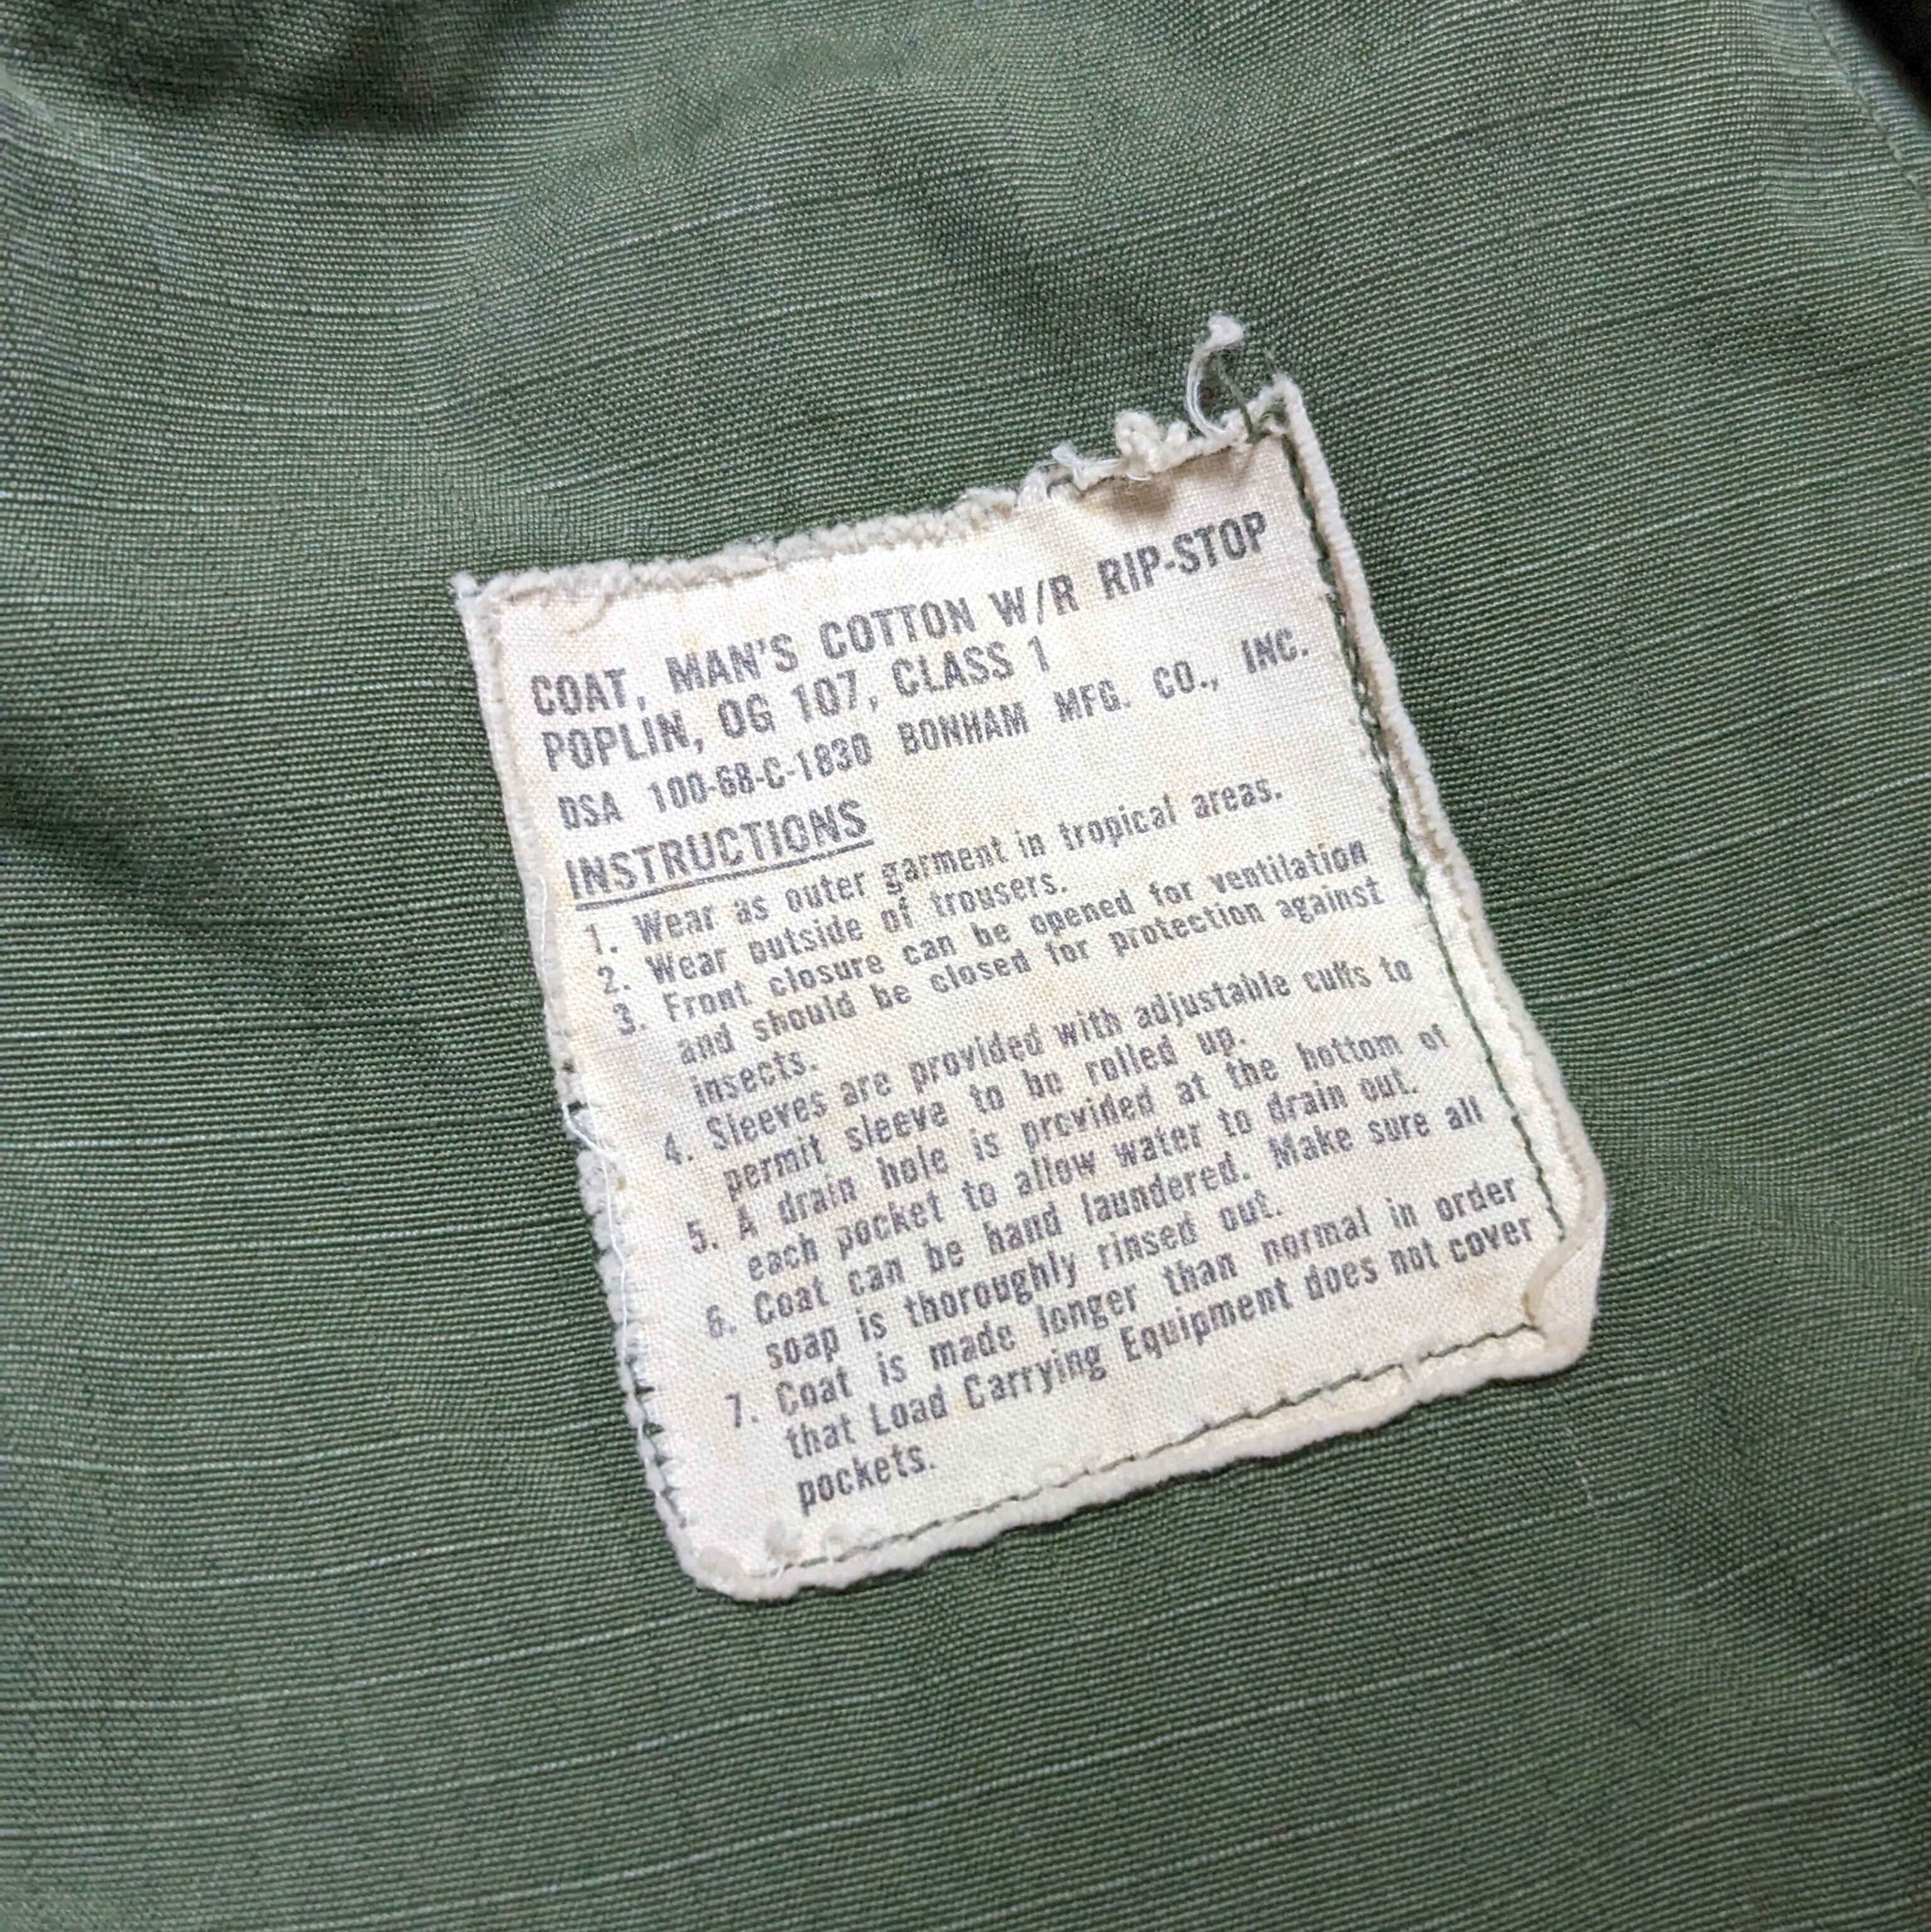 COAT, MAN'S COTTON W/R RIP-STOP
POPLIN, OG 107, CLASS 1
DSA 100-68-C-1830 BONHAM MFG. CO., INC.
INSTRUCTIONS
1. Wear as outer garment in tropical areas.
2. Wear outside of trousers.
3. Front closure can be opened for ventilation
and should be closed for protection against
insects.
4. Sleeves are provided with adjustable cuffs to
permit sleeve to be rolled up.
5. A drain hole is provided at the bottom of
each pocket to allow water to drain out.
6. Coat can be hand laundered. Make sure all
soap is thoroughly rinsed out.
7. Coat is made longer than normal in order
that Load Carrying Equipment does not cover
pockets.